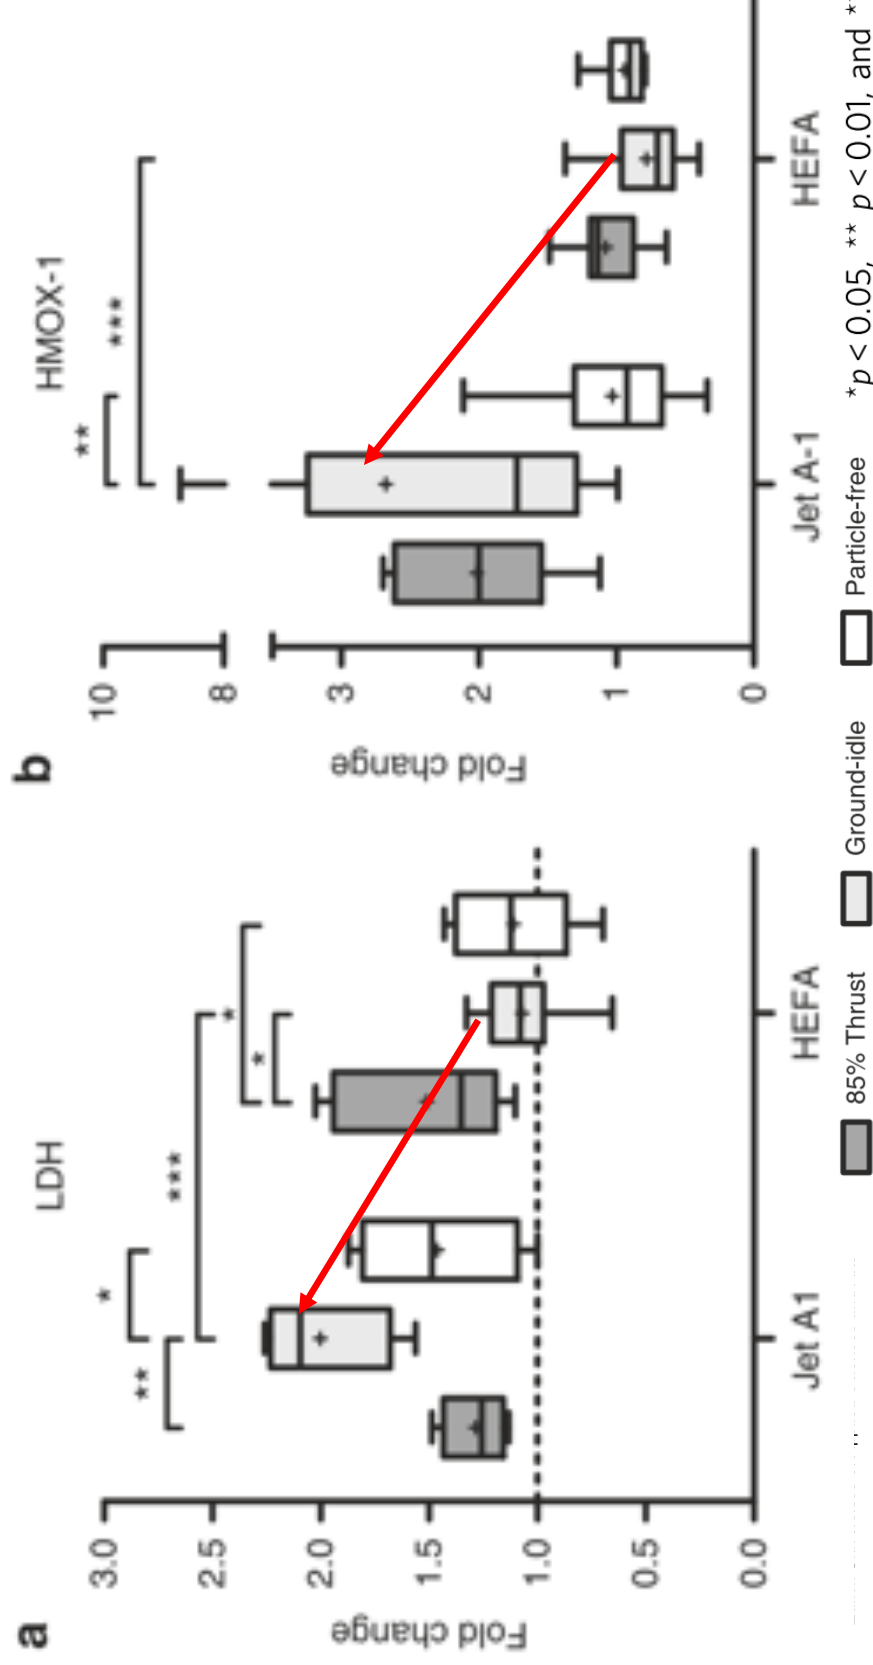 a
LDH
Fold change
3.0
2.5
2.0
1.5
1.0
0.5
0.0
**
*
***
*
*
Jet A1
HEFA
b
HMOX-1
Fold change
10
8
3
2
1
0
**
***
Jet A-1
HEFA
85% Thrust
Ground-idle
Particle-free
*p < 0.05, ** p < 0.01, and *